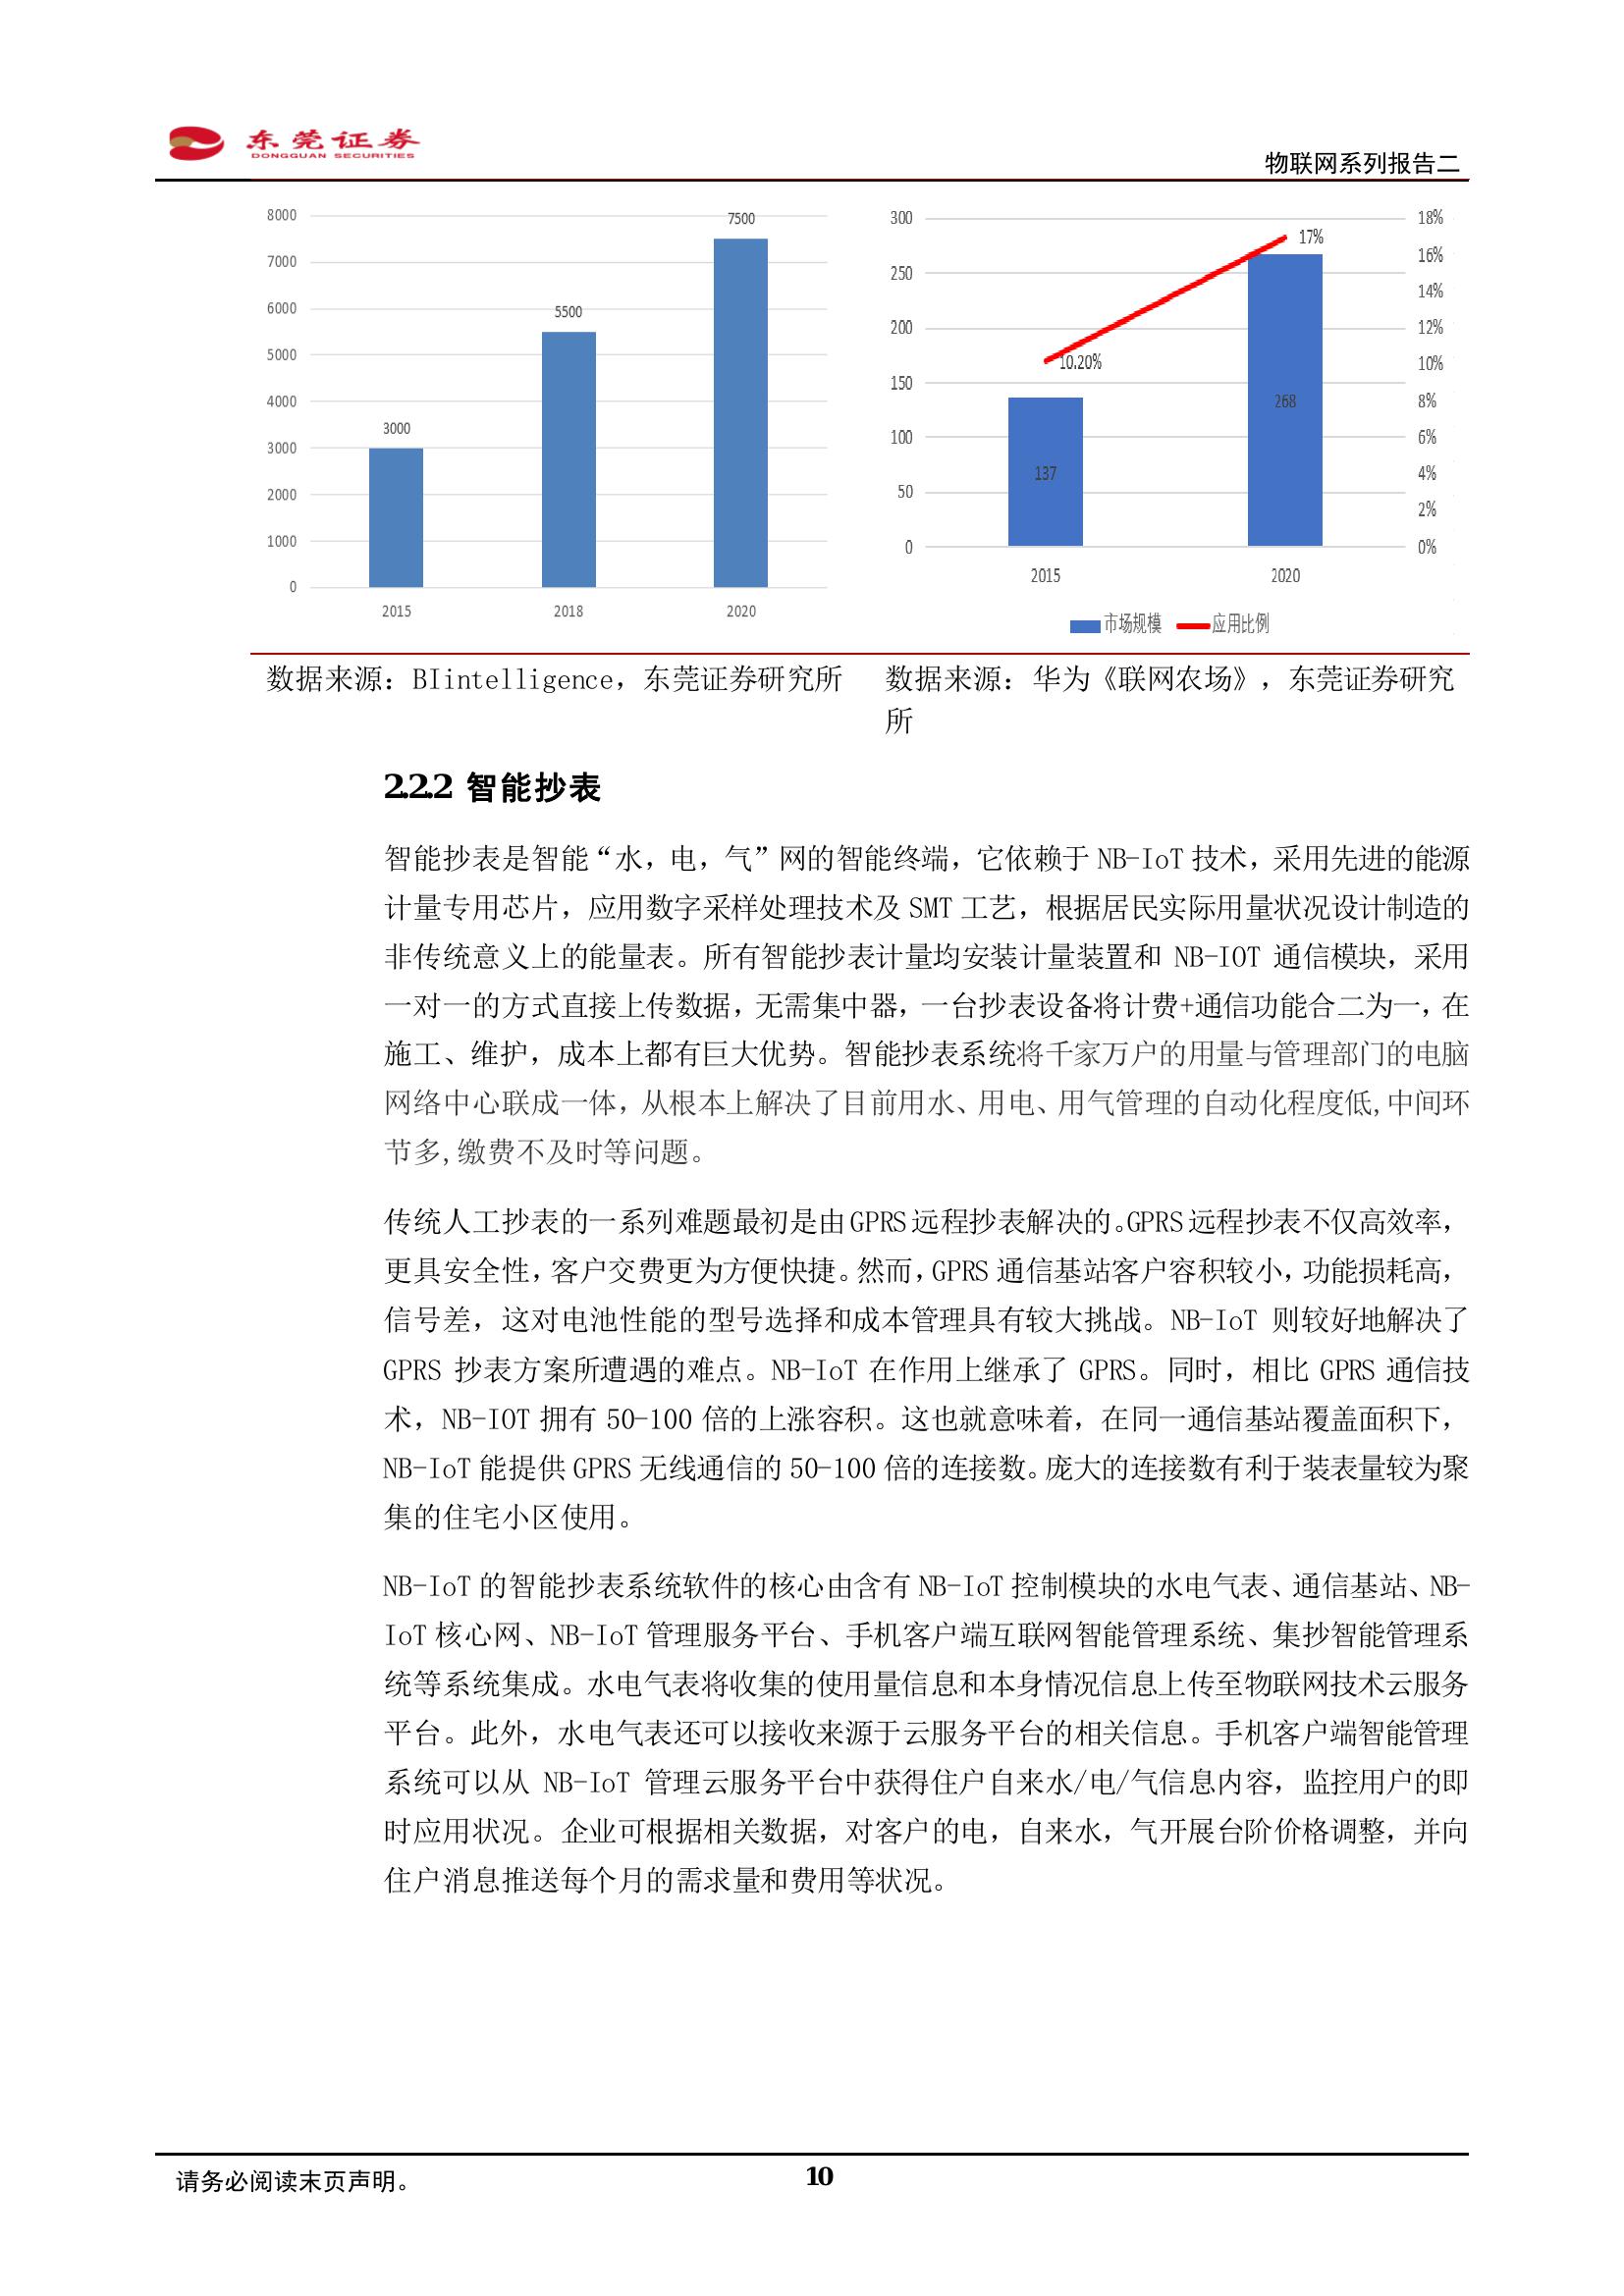 东莞证券
DONGGUAN SECURITIES
物联网系列报告二
8000
7000
6000
5000
4000
3000
2000
1000
0
3000
5500
7500
2015
2018
2020
300
250
200
150
100
50
0
18%
16%
14%
12%
10%
8%
6%
4%
2%
0%
10.20%
17%
137
268
2015
2020
市场规模
应用比例
数据来源：BIintelligence，东莞证券研究所
数据来源：华为《联网农场》，东莞证券研究
所
2.2.2 智能抄表
智能抄表是智能“水，电，气”网的智能终端，它依赖于 NB-IoT 技术，采用先进的能源
计量专用芯片，应用数字采样处理技术及 SMT 工艺，根据居民实际用量状况设计制造的
非传统意义上的能量表。所有智能抄表计量均安装计量装置和 NB-IOT 通信模块，采用
一对一的方式直接上传数据，无需集中器，一台抄表设备将计费+通信功能合二为一，在
施工、维护，成本上都有巨大优势。智能抄表系统将千家万户的用量与管理部门的电脑
网络中心联成一体，从根本上解决了目前用水、用电、用气管理的自动化程度低,中间环
节多,缴费不及时等问题。
传统人工抄表的一系列难题最初是由 GPRS 远程抄表解决的。GPRS 远程抄表不仅高效率，
更具安全性，客户交费更为方便快捷。然而，GPRS 通信基站客户容积较小，功能损耗高，
信号差，这对电池性能的型号选择和成本管理具有较大挑战。NB-IoT 则较好地解决了
GPRS 抄表方案所遭遇的难点。NB-IoT 在作用上继承了 GPRS。同时，相比 GPRS 通信技
术，NB-IOT 拥有 50-100 倍的上涨容积。这也就意味着，在同一通信基站覆盖面积下，
NB-IoT 能提供 GPRS 无线通信的 50-100 倍的连接数。庞大的连接数有利于装表量较为聚
集的住宅小区使用。
NB-IoT 的智能抄表系统软件的核心由含有 NB-IoT 控制模块的水电气表、通信基站、NB-
IoT 核心网、NB-IoT 管理服务平台、手机客户端互联网智能管理系统、集抄智能管理系
统等系统集成。水电气表将收集的使用量信息和本身情况信息上传至物联网技术云服务
平台。此外，水电气表还可以接收来源于云服务平台的相关信息。手机客户端智能管理
系统可以从 NB-IoT 管理云服务平台中获得住户自来水/电/气信息内容，监控用户的即
时应用状况。企业可根据相关数据，对客户的电，自来水，气开展台阶价格调整，并向
住户消息推送每个月的需求量和费用等状况。
请务必阅读末页声明。
10